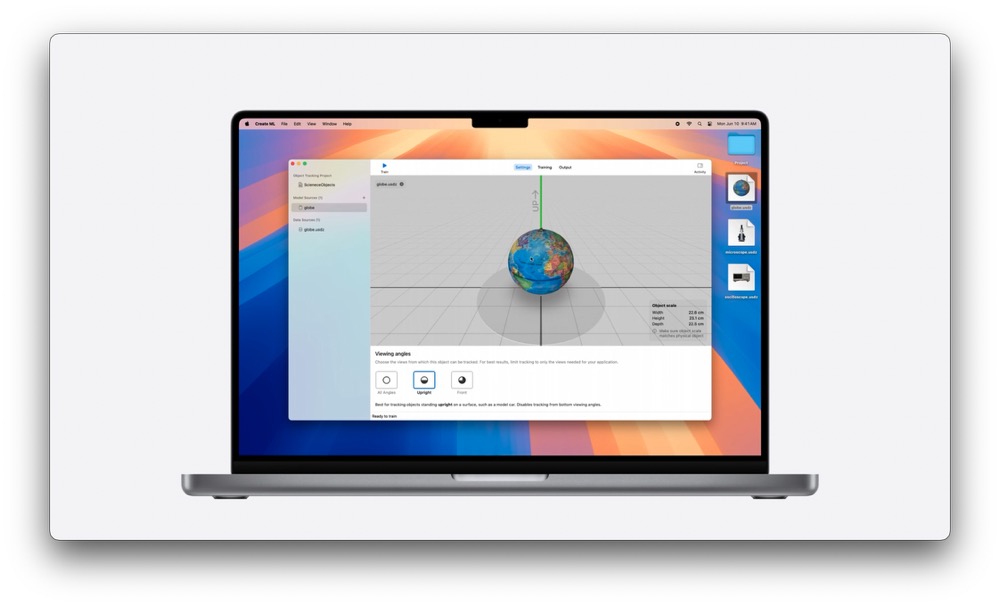 Create ML File Edit View Window Help
Mon Jun 10 9:41 AM
Train
Settings Training Output
Activity
Object Tracking Project
ScienceObjects
Model Sources (1) +
globe
Data Sources (1)
globe.usdz
globe.usdz
UP
Object scale
Width 22.8 cm
Height 23.1 cm
Depth 22.9 cm
Make sure object scale
matches physical object.
Viewing angles
Choose the views from which this object can be tracked. For best results, limit tracking to only the views needed for your application.
All Angles Upright Front
Best for tracking objects standing upright on a surface, such as a model car. Disables tracking from bottom viewing angles.
Ready to train
Project
globe.usdz
microscope.usdz
oscilloscope.usdz